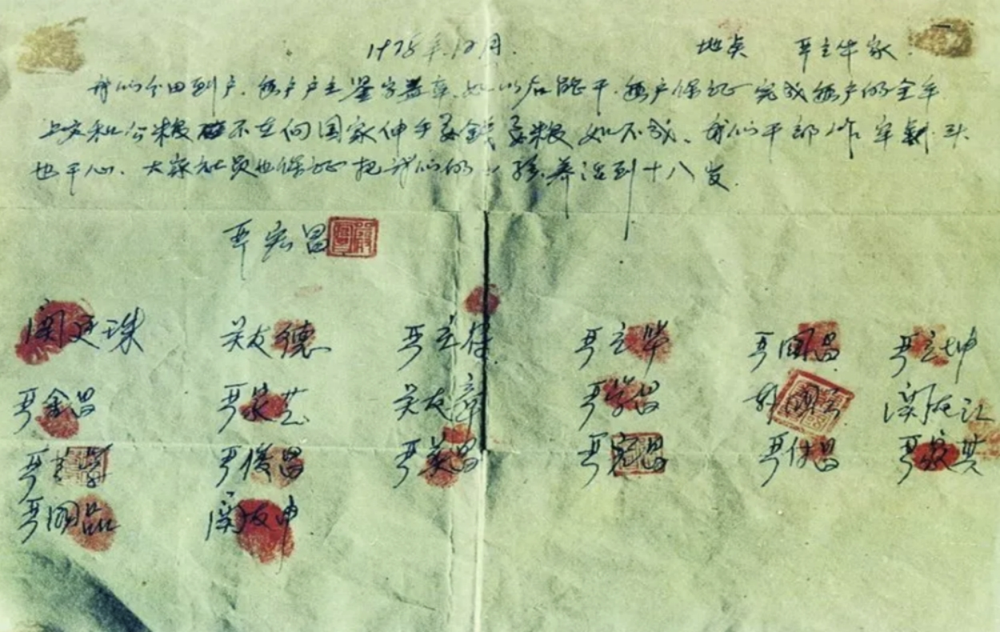 1978年12月. 地点 严立华家.
我们分田到户.每户户主签字盖章.如以后能干.每户保证完成每户的全年
上交和公粮不在向国家伸手要钱要粮如不成.我们干部作牢剎头
也干心.大家社员也保证把我们的小孩养活到十八岁.
严宏昌
关廷珠 关友德 严立符 严立华 严国昌 严立坤
严金昌 严家芝 关友章 严学昌 韩国云 关友江
严立学 严俊昌 严美昌 严宏昌 严付昌 严家其
严国品 关友申